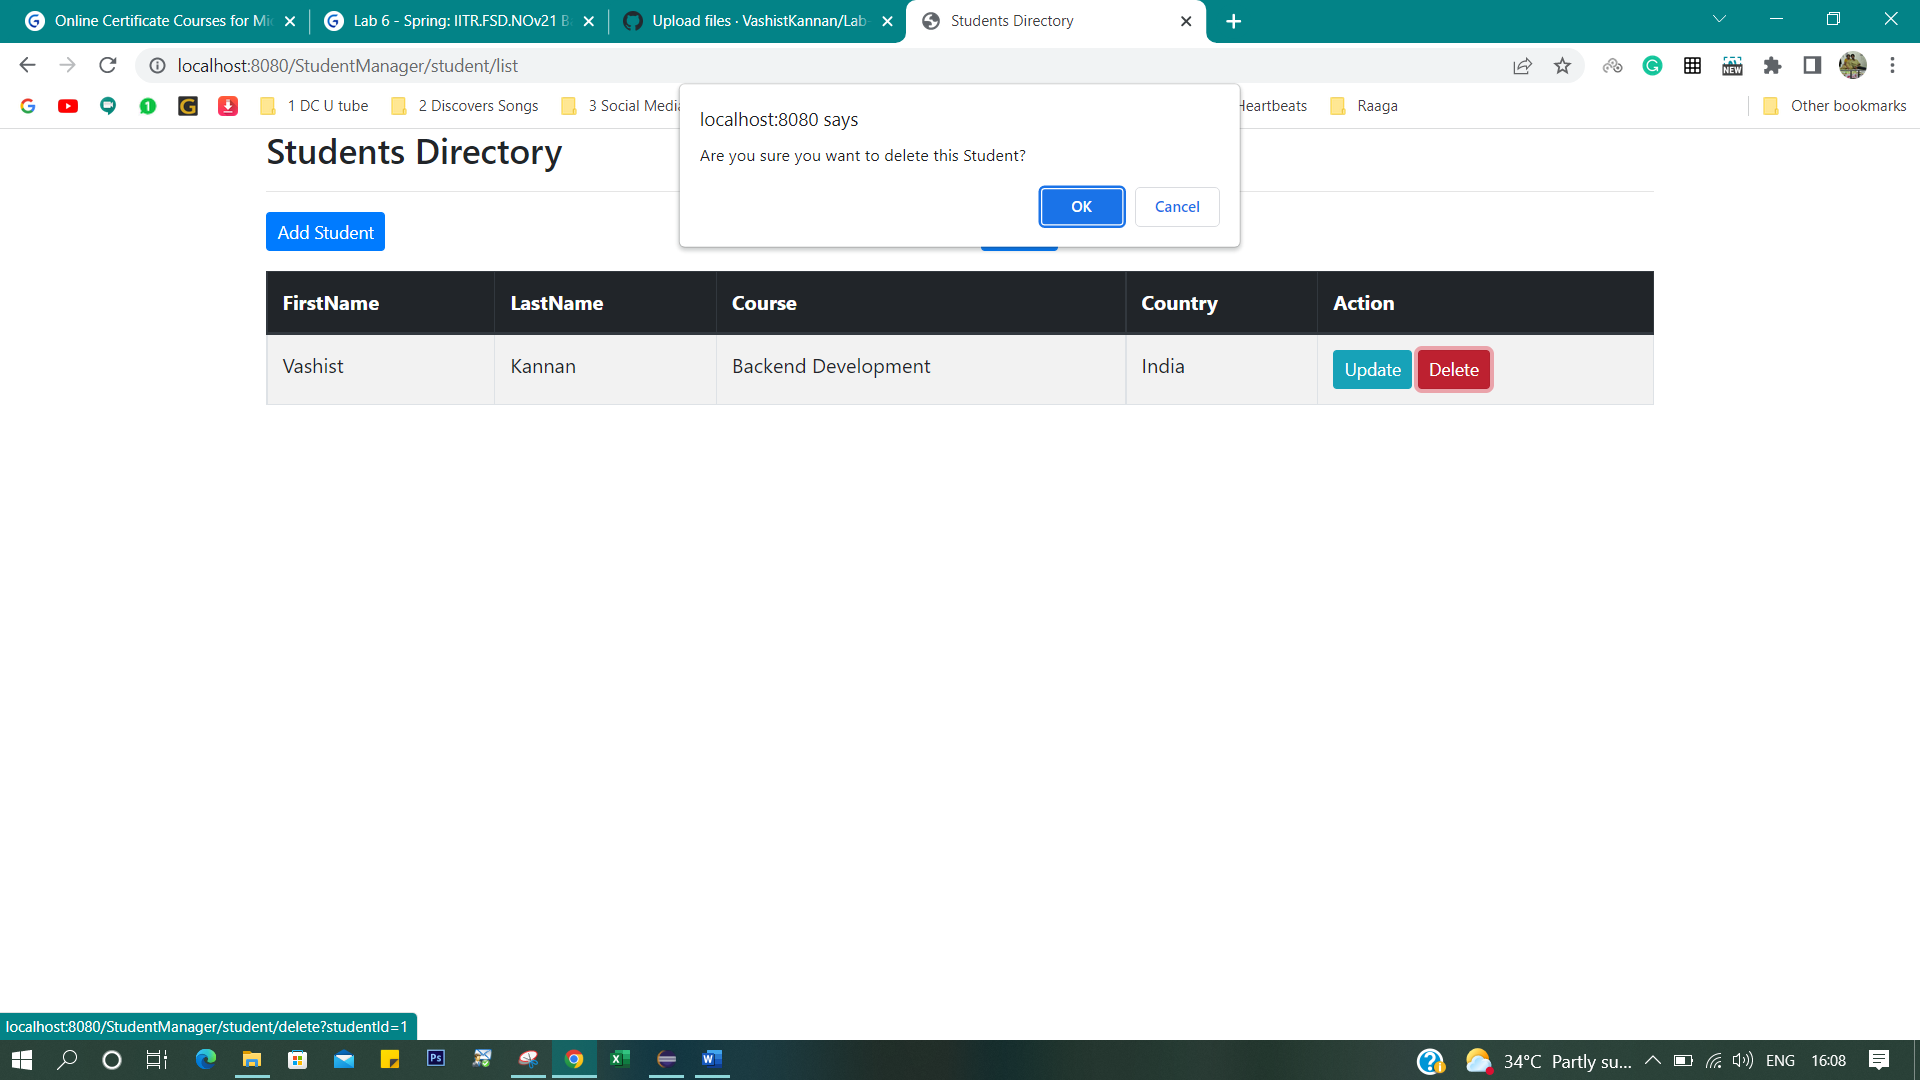 Online Certificate Courses for Mic
Lab 6 - Spring: IITR.FSD.NOv21 B
Upload files · VashistKannan/Lab-
Students Directory
localhost:8080/StudentManager/student/list
NEW
1 DC U tube
2 Discovers Songs
3 Social Media
Heartbeats
Raaga
Other bookmarks
localhost:8080 says
Are you sure you want to delete this Student?
OK
Cancel
Students Directory
Add Student
FirstName LastName Course Country Action
Vashist Kannan Backend Development India Update Delete
localhost:8080/StudentManager/student/delete?studentId=1
34°C Partly su... ENG 16:08